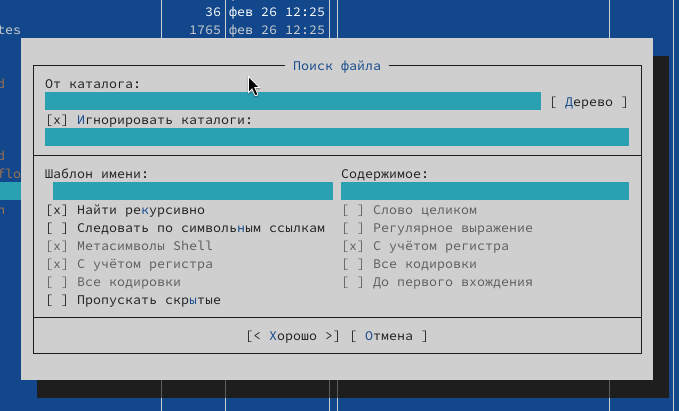 36 фев 26 12:25
tes 1765 фев 26 12:25
Поиск файла
d От каталога:
[ Дерево ]
[x] Игнорировать каталоги:
d
flo Шаблон имени: Содержимое:
[x] Найти рекурсивно [ ] Слово целиком
[ ] Следовать по символьным ссылкам [ ] Регулярное выражение
[x] Метасимволы Shell [x] С учётом регистра
[x] С учётом регистра [ ] Все кодировки
[ ] Все кодировки [ ] До первого вхождения
[ ] Пропускать скрытые
[< Хорошо >] [ Отмена ]